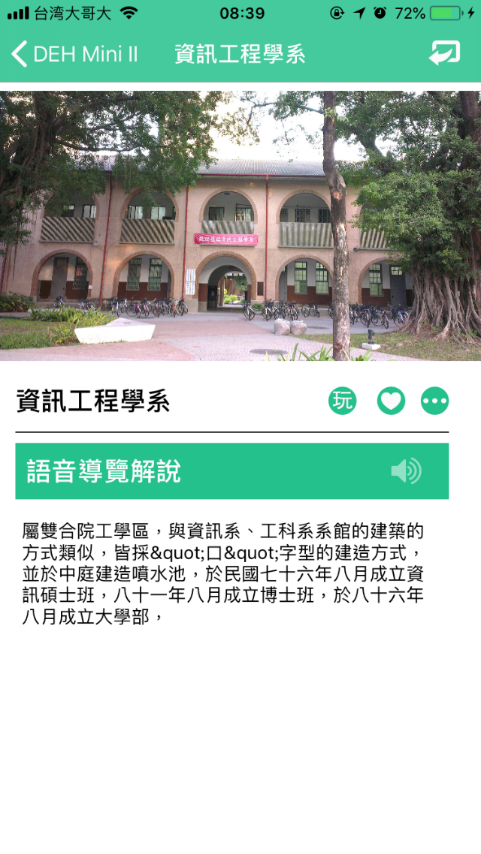 台湾大哥大 08:39 72%
DEH Mini II 資訊工程學系
資訊工程學系 玩
語音導覽解說
屬雙合院工學區，與資訊系、工科系系館的建築的
方式類似，皆採&quot;口&quot;字型的建造方式，
並於中庭建造噴水池，於民國七十六年八月成立資
訊碩士班，八十一年八月成立博士班，於八十六年
八月成立大學部，